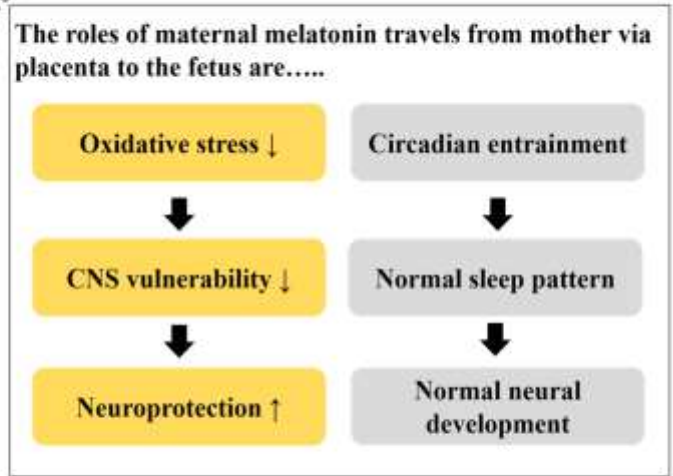 The roles of maternal melatonin travels from mother via
placenta to the fetus are.....
Oxidative stress ↓
Circadian entrainment
CNS vulnerability ↓
Normal sleep pattern
Neuroprotection ↑
Normal neural
development